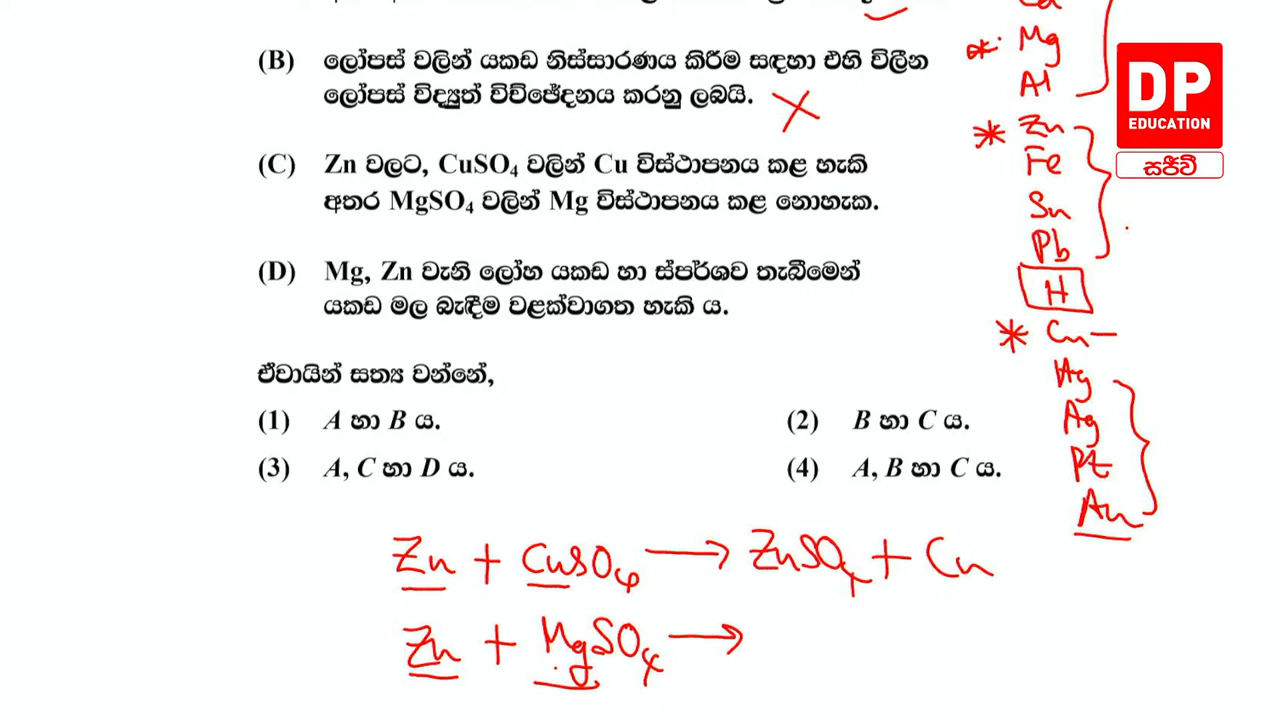 (B) ලෝපස් වලින් යකඩ නිස්සාරණය කිරීම සඳහා එහි විලීන
ලෝපස් විද්‍යුත් විච්ඡේදනය කරනු ලබයි.
(C) Zn වලට, CuSO₄ වලින් Cu විස්ථාපනය කළ හැකි
අතර MgSO₄ වලින් Mg විස්ථාපනය කළ නොහැක.
(D) Mg, Zn වැනි ලෝහ යකඩ හා ස්පර්ශව තැබීමෙන්
යකඩ මල බැඳීම වළක්වාගත හැකි ය.
ඒවායින් සත්‍ය වන්නේ,
(1) A හා B ය.
(2) B හා C ය.
(3) A, C හා D ය.
(4) A, B හා C ය.
Zn + CuSO₄ → ZnSO₄ + Cu
Zn + MgSO₄ →
Mg
Al
Zn
Fe
Sn
Pb
H
Cu
Hg
Ag
Pt
Au
DP
EDUCATION
සජීවී